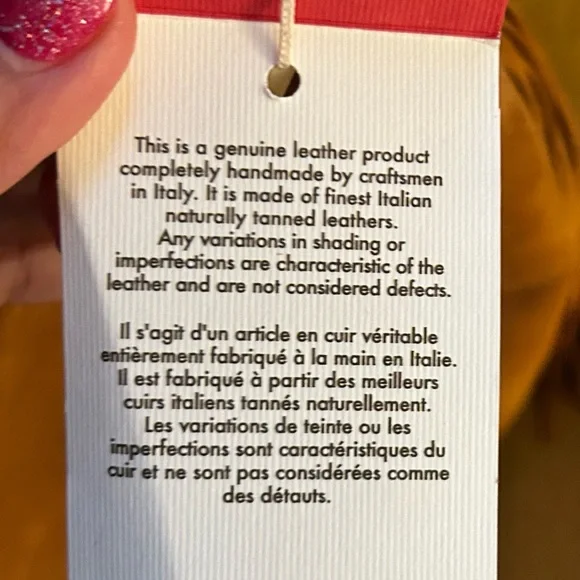 This is a genuine leather product
completely handmade by craftsmen
in Italy. It is made of finest Italian
naturally tanned leathers.
Any variations in shading or
imperfections are characteristic of the
leather and are not considered defects.
Il s'agit d'un article en cuir véritable
entièrement fabriqué à la main en Italie.
Il est fabriqué à partir des meilleurs
cuirs italiens tannés naturellement.
Les variations de teinte ou les
imperfections sont caractéristiques du
cuir et ne sont pas considérées comme
des détauts.